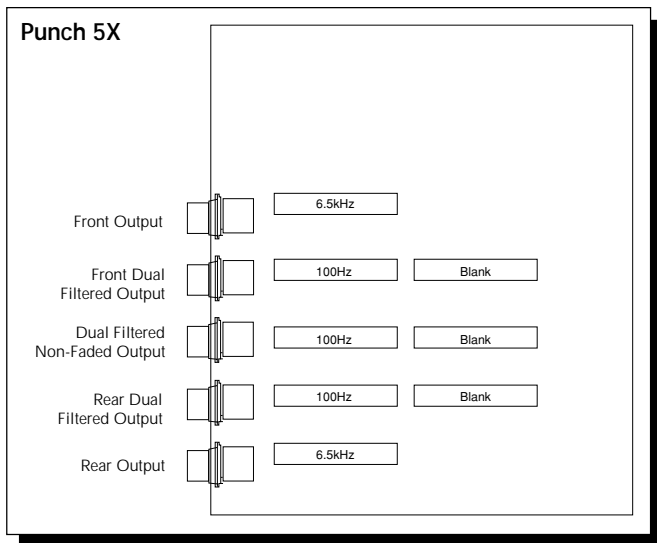 Punch 5X
Front Output
6.5kHz
Front Dual
Filtered Output
100Hz
Blank
Dual Filtered
Non-Faded Output
100Hz
Blank
Rear Dual
Filtered Output
100Hz
Blank
Rear Output
6.5kHz